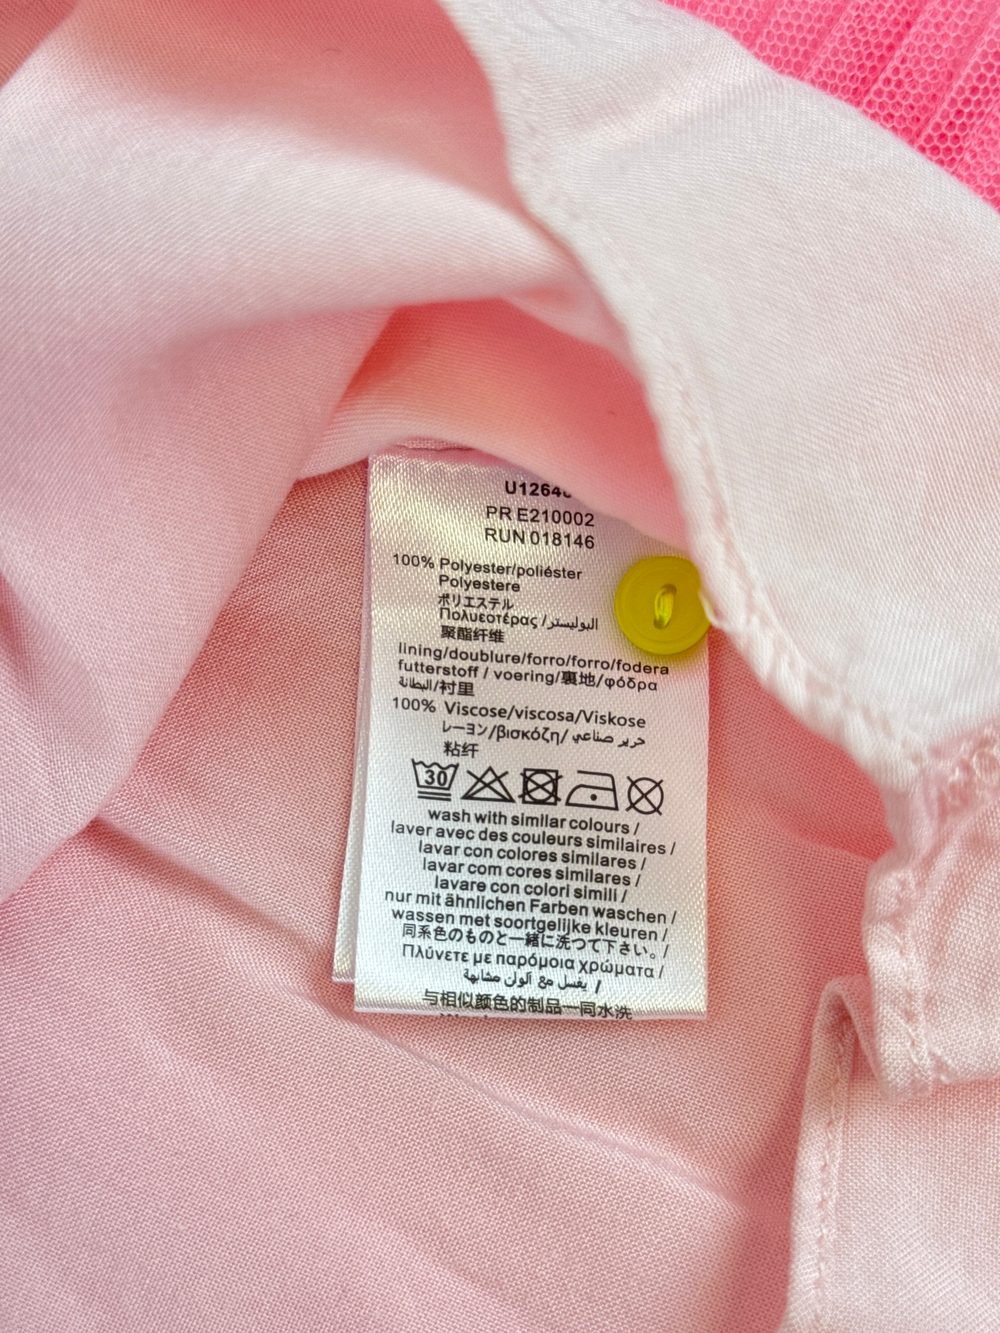 PR E210002
RUN 018146
100% Polyester/poliéster
Polyestere
ポリエステル
Πολυεστέρας /البوليستر
聚酯纤维
lining/doublure/forro/forro/fodera
futterstoff / voering/裏地/φόδρα
البطانة/衬里
100% Viscose/viscosa/Viskose
レーヨン/βισκόζη/ حرير صناعي
粘纤
30
wash with similar colours /
laver avec des couleurs similaires /
lavar con colores similares /
lavar com cores similares /
lavare con colori simili /
nur mit ähnlichen Farben waschen /
wassen met soortgelijke kleuren /
同系色のものと一緒に洗つて下さい。/
Πλύνετε με παρόμοια χρώματα /
يغسل مع ألوان مشابهة /
与相似颜色的制品一同水洗